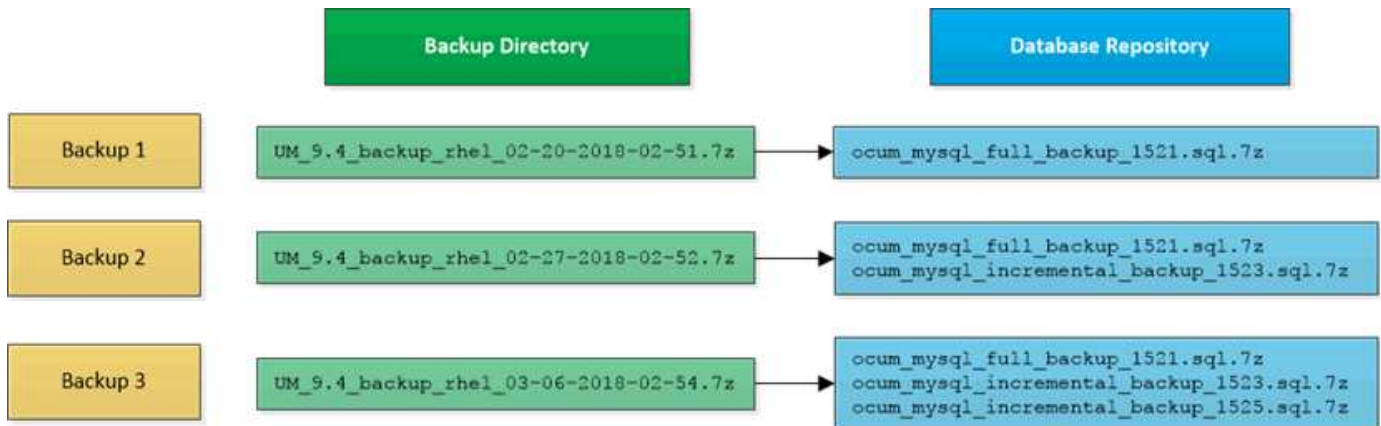 Backup Directory
Database Repository
Backup 1
UM_9.4_backup_rhel_02-20-2018-02-51.7z
ocum_mysql_full_backup_1521.sql.7z
Backup 2
UM_9.4_backup_rhel_02-27-2018-02-52.7z
ocum_mysql_full_backup_1521.sql.7z
ocum_mysql_incremental_backup_1523.sql.7z
Backup 3
UM_9.4_backup_rhel_03-06-2018-02-54.7z
ocum_mysql_full_backup_1521.sql.7z
ocum_mysql_incremental_backup_1523.sql.7z
ocum_mysql_incremental_backup_1525.sql.7z